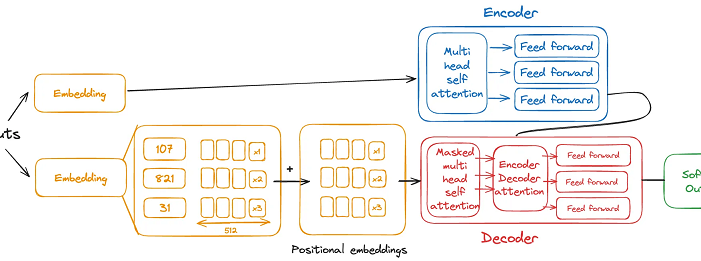 Encoder
Multi
head
self
attention
Feed forward
Feed forward
Feed forward
Embedding
uts
Embedding
107
x1
821
x2
31
x3
512
+
x1
x2
x3
Positional embeddings
Masked
multi
head
self
attention
Encoder
Decoder
attention
Feed forward
Feed forward
Feed forward
Decoder
Sof
Out